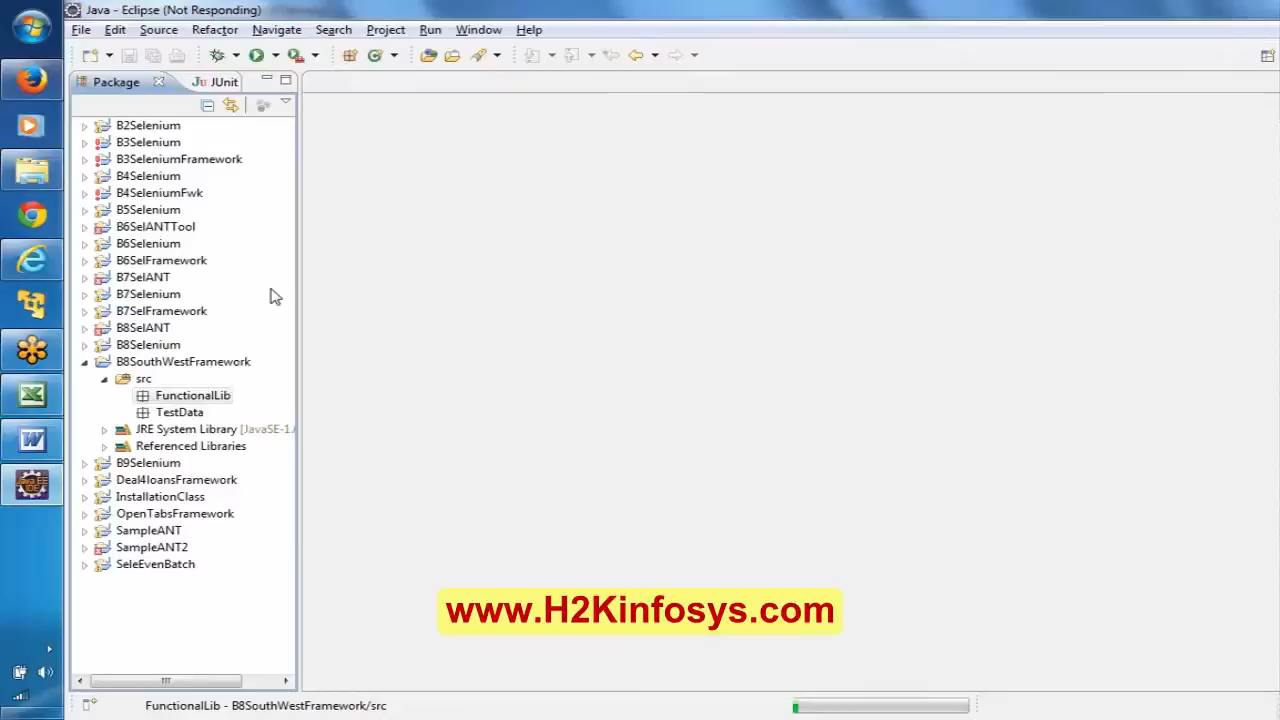 Java - Eclipse (Not Responding)
File Edit Source Refactor Navigate Search Project Run Window Help
Package JUnit
B2Selenium
B3Selenium
B3SeleniumFramework
B4Selenium
B4SeleniumFwk
B5Selenium
B6SelANTTool
B6Selenium
B6SelFramework
B7SelANT
B7Selenium
B7SelFramework
B8SelANT
B8Selenium
B8SouthWestFramework
src
FunctionalLib
TestData
JRE System Library [JavaSE-1.
Referenced Libraries
B9Selenium
Deal4loansFramework
InstallationClass
OpenTabsFramework
SampleANT
SampleANT2
SeleEvenBatch
www.H2Kinfosys.com
FunctionalLib - B8SouthWestFramework/src